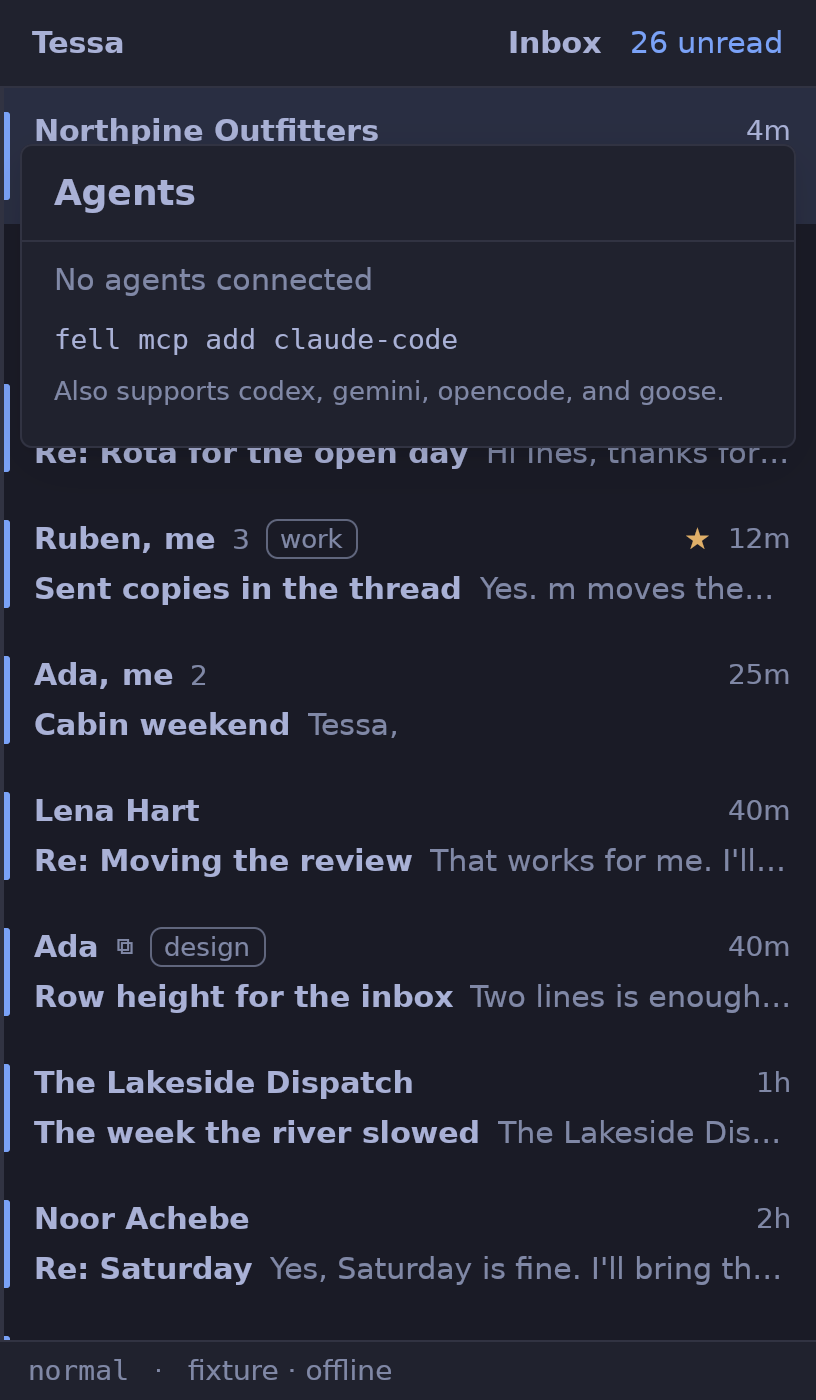 Tessa Inbox 26 unread
Northpine Outfitters 4m
Agents
No agents connected
fell mcp add claude-code
Also supports codex, gemini, opencode, and goose.
Re: Rota for the open day Hi Ines, thanks for...
Ruben, me 3 work ★ 12m
Sent copies in the thread Yes. m moves the...
Ada, me 2 25m
Cabin weekend Tessa,
Lena Hart 40m
Re: Moving the review That works for me. I'll...
Ada design 40m
Row height for the inbox Two lines is enough...
The Lakeside Dispatch 1h
The week the river slowed The Lakeside Dis...
Noor Achebe 2h
Re: Saturday Yes, Saturday is fine. I'll bring th...
normal · fixture · offline